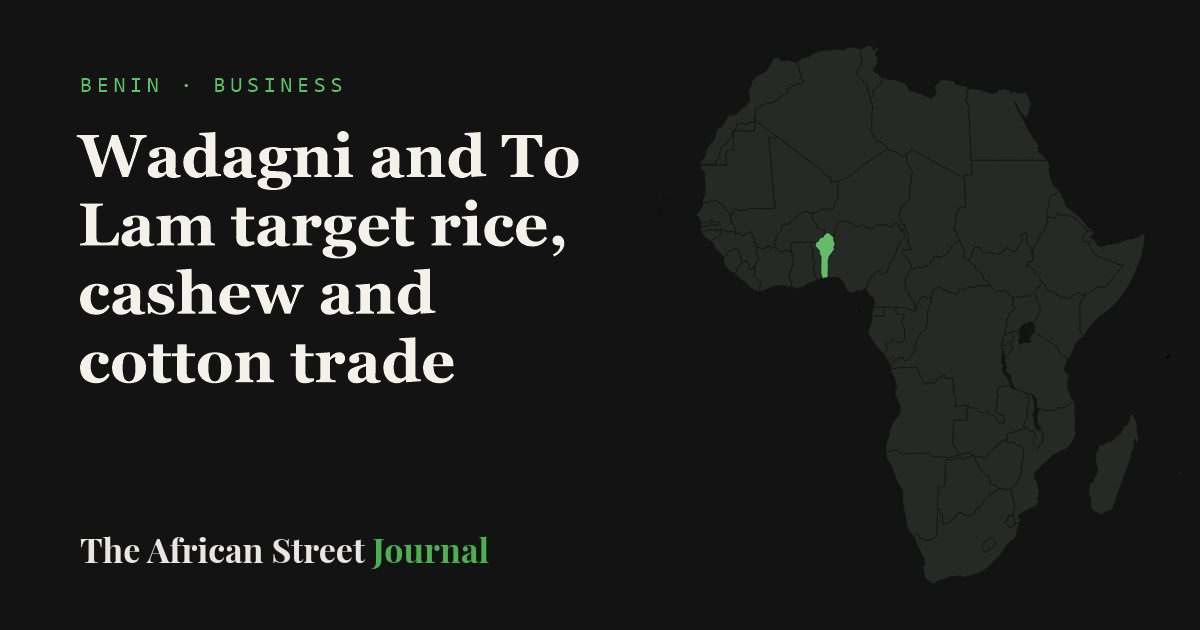 BENIN · BUSINESS
Wadagni and To
Lam target rice,
cashew and
cotton trade
The African Street Journal